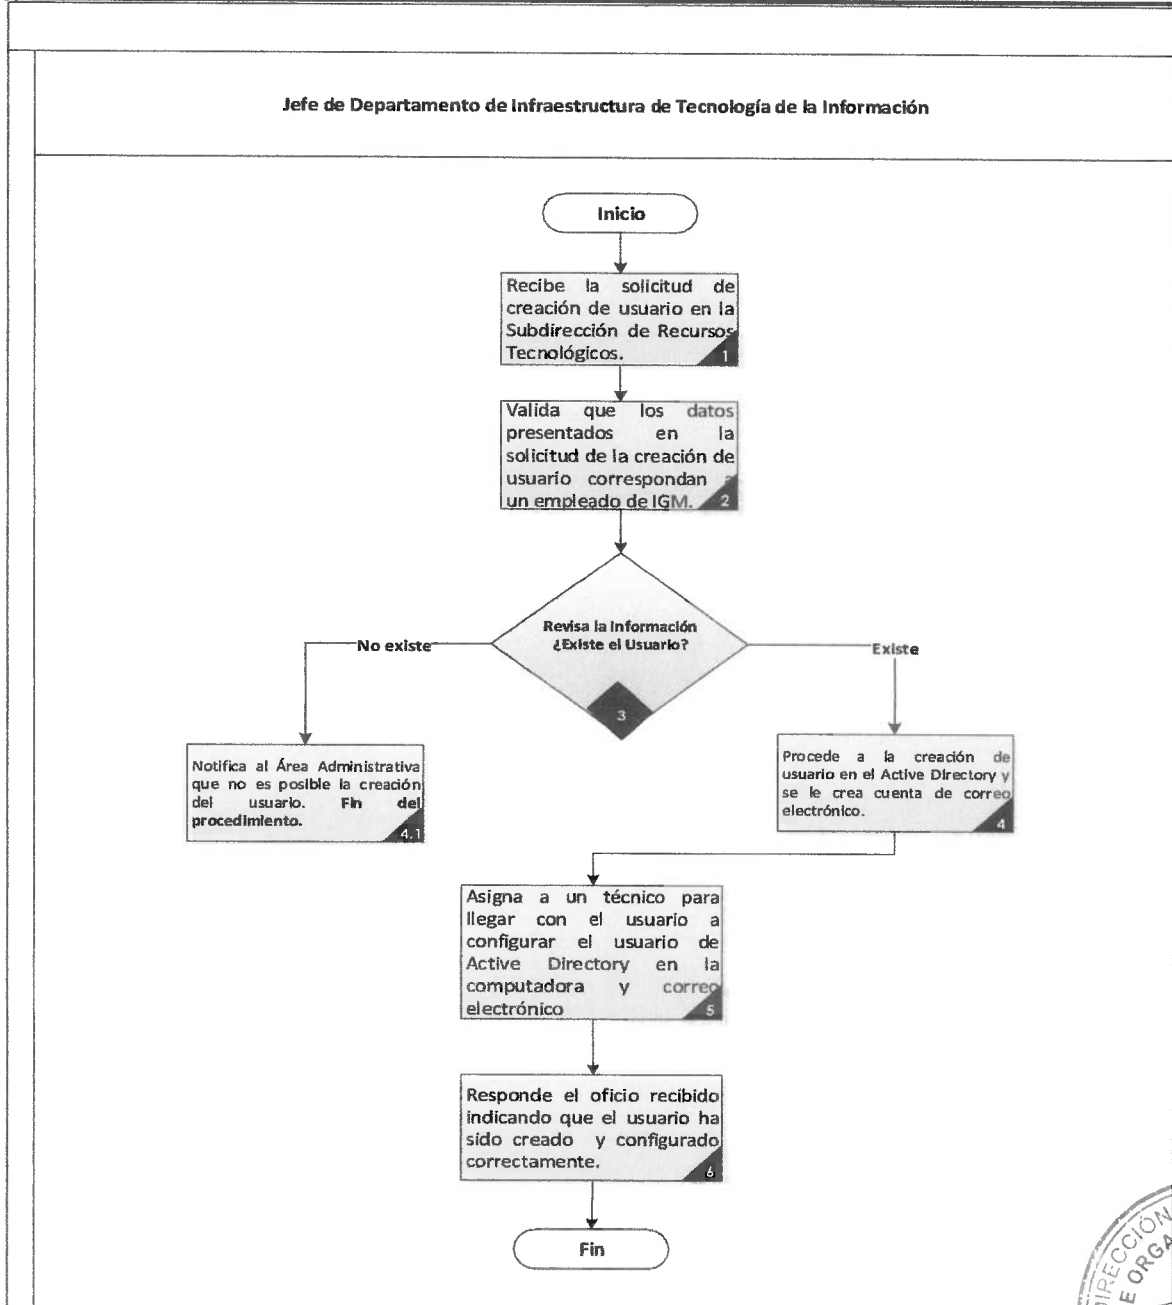 Jefe de Departamento de Infraestructura de Tecnología de la Información
Inicio
Recibe la solicitud de
creación de usuario en la
Subdirección de Recursos
Tecnológicos.
1
Valida que los datos
presentados en la
solicitud de la creación de
usuario correspondan a
un empleado de IGM.
2
Revisa la Información
¿Existe el Usuario?
3
No existe
Existe
Notifica al Área Administrativa
que no es posible la creación
del usuario. Fin del
procedimiento.
4.1
Procede a la creación de
usuario en el Active Directory y
se le crea cuenta de correo
electrónico.
4
Asigna a un técnico para
llegar con el usuario a
configurar el usuario de
Active Directory en la
computadora y correo
electrónico
5
Responde el oficio recibido
indicando que el usuario ha
sido creado y configurado
correctamente.
6
Fin
DIRECCIÓN
E ORGA